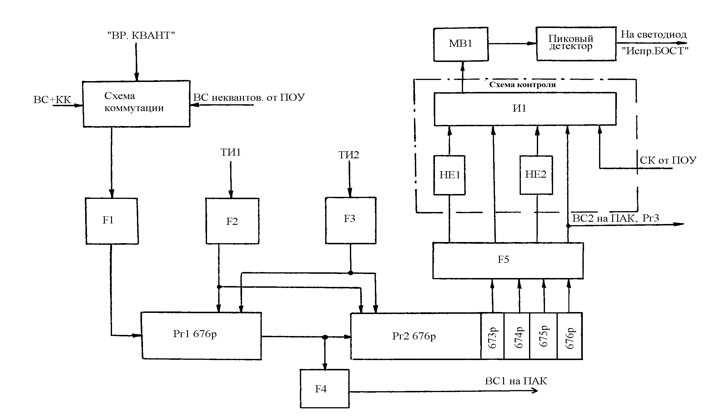 "ВР. КВАНТ"
МВ1
Пиковый
детектор
На светодиод
"Испр.БОСТ"
Схема контроля
ВС+КК
Схема
коммутации
ВС неквантов. от ПОУ
И1
СК от ПОУ
ТИ1
ТИ2
НЕ1
НЕ2
F1
F2
F3
ВС2 на ПАК, Рг3
F5
Рг1 676р
Рг2 676р
673р
674р
675р
676р
F4
ВС1 на ПАК